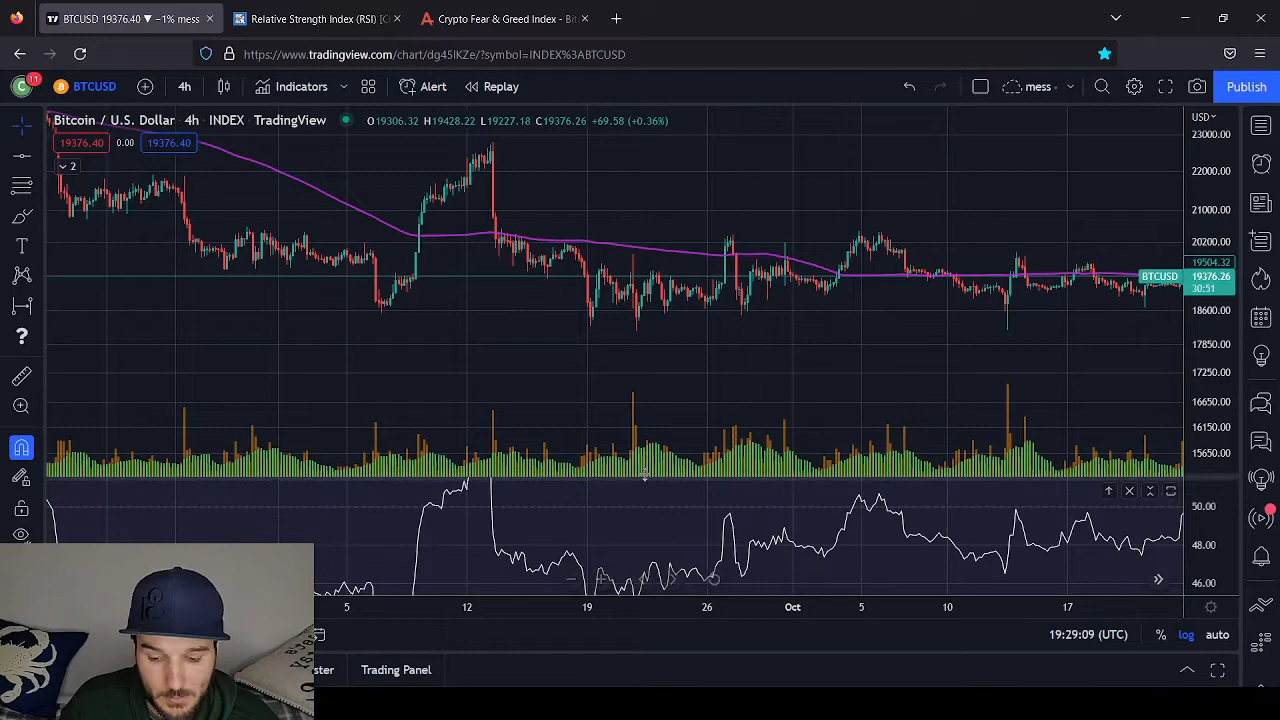 BTCUSD 19376.40 ▼ −1% mess
Relative Strength Index (RSI) [C
Crypto Fear & Greed Index - Bit
https://www.tradingview.com/chart/dg45IKZe/?symbol=INDEX%3ABTCUSD
C 11 BTCUSD 4h Indicators Alert Replay mess Publish
Bitcoin / U.S. Dollar · 4h · INDEX · TradingView O19306.32 H19428.22 L19227.18 C19376.26 +69.58 (+0.36%) USD
19376.40 0.00 19376.40
2
23000.00
22000.00
21000.00
20200.00
19504.32
BTCUSD 19376.26
30:51
18600.00
17850.00
17250.00
16650.00
16150.00
15650.00
50.00
48.00
46.00
5 12 19 26 Oct 5 10 17
19:29:09 (UTC) % log auto
ster Trading Panel